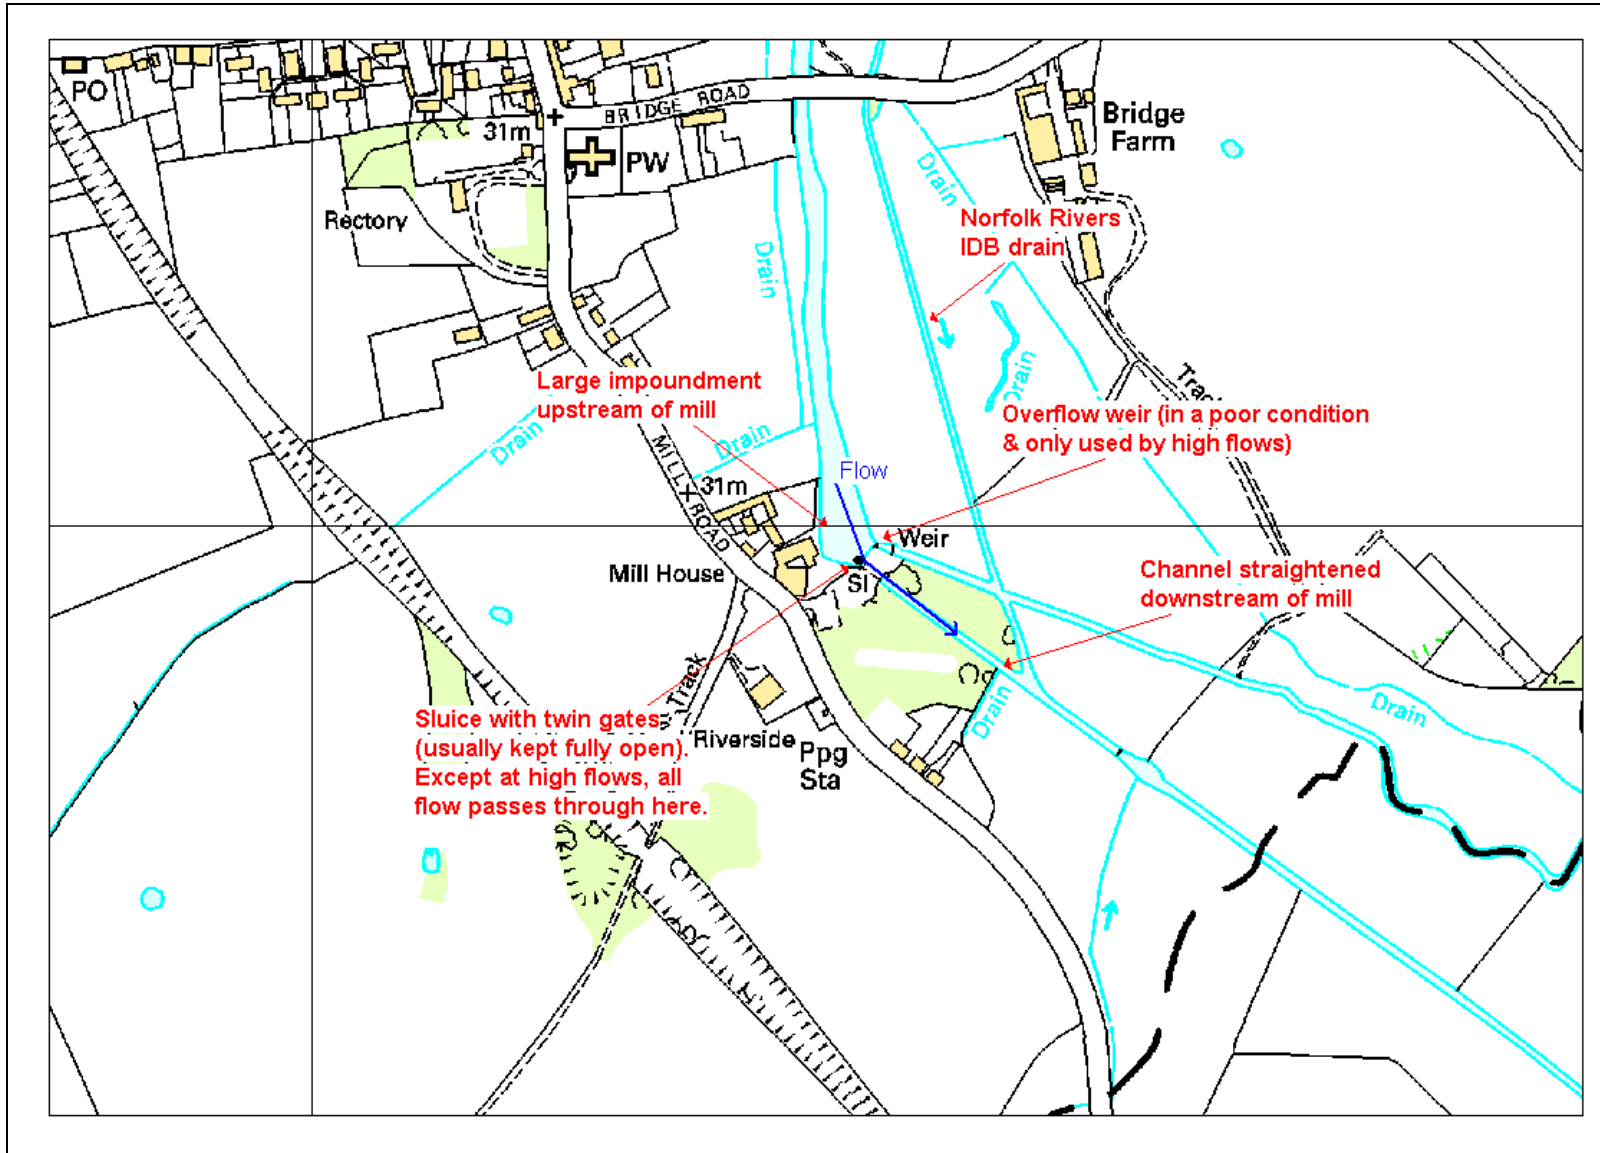 PO
31m
BRIDGE ROAD
PW
Bridge
Farm
Drain
Rectory
Norfolk Rivers
IDB drain
Drain
Drain
Large impoundment
upstream of mill
Overflow weir (in a poor condition
& only used by high flows)
Drain
Drain
MILL ROAD
Flow
31m
Weir
Mill House
Sl
Channel straightened
downstream of mill
Track
Drain
Drain
Sluice with twin gates
(usually kept fully open).
Except at high flows, all
flow passes through here.
Riverside
Ppg
Sta